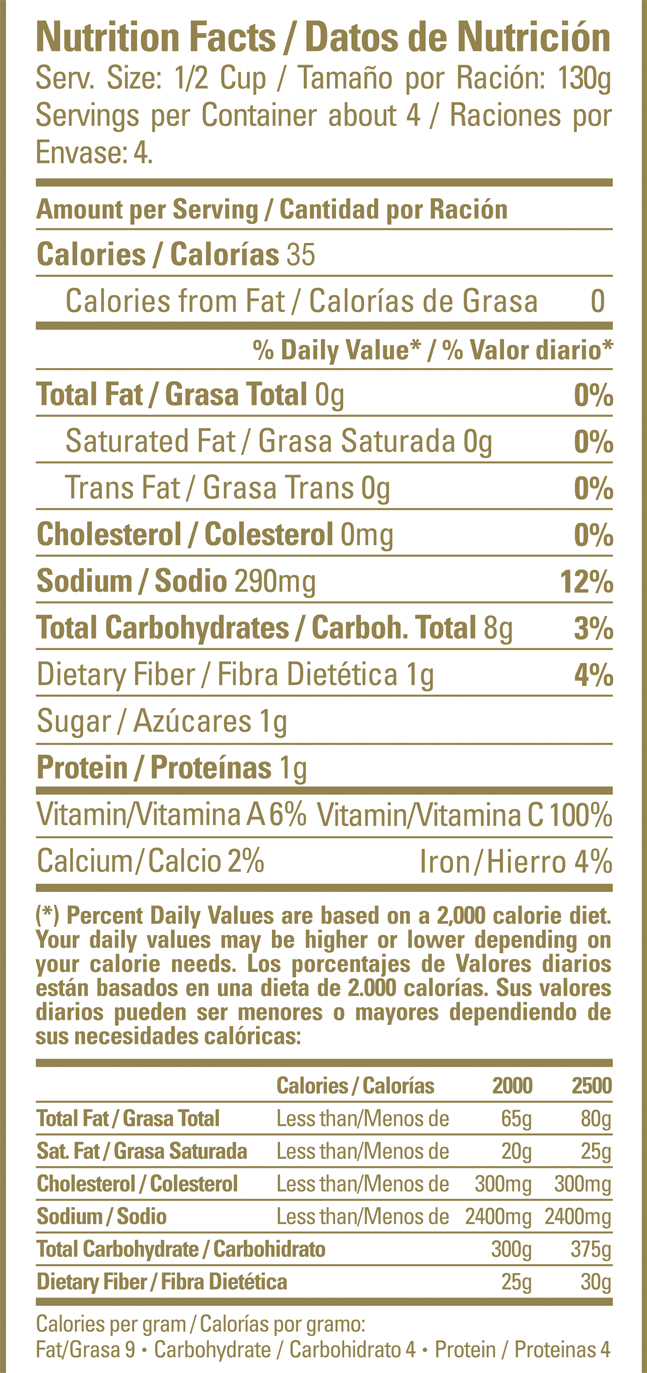 Nutrition Facts / Datos de Nutrición
Serv. Size: 1/2 Cup / Tamaño por Ración: 130g
Servings per Container about 4 / Raciones por
Envase: 4.
Amount per Serving / Cantidad por Ración
Calories / Calorías 35
Calories from Fat / Calorías de Grasa 0
% Daily Value* / % Valor diario*
Total Fat / Grasa Total 0g 0%
Saturated Fat / Grasa Saturada 0g 0%
Trans Fat / Grasa Trans 0g 0%
Cholesterol / Colesterol 0mg 0%
Sodium / Sodio 290mg 12%
Total Carbohydrates / Carboh. Total 8g 3%
Dietary Fiber / Fibra Dietética 1g 4%
Sugar / Azúcares 1g
Protein / Proteínas 1g
Vitamin/Vitamina A 6% Vitamin/Vitamina C 100%
Calcium / Calcio 2% Iron / Hierro 4%
(*) Percent Daily Values are based on a 2,000 calorie diet.
Your daily values may be higher or lower depending on
your calorie needs. Los porcentajes de Valores diarios
están basados en una dieta de 2.000 calorías. Sus valores
diarios pueden ser menores o mayores dependiendo de
sus necesidades calóricas:
Calories / Calorías 2000 2500
Total Fat / Grasa Total Less than/Menos de 65g 80g
Sat. Fat / Grasa Saturada Less than/Menos de 20g 25g
Cholesterol / Colesterol Less than/Menos de 300mg 300mg
Sodium / Sodio Less than/Menos de 2400mg 2400mg
Total Carbohydrate / Carbohidrato 300g 375g
Dietary Fiber / Fibra Dietética 25g 30g
Calories per gram / Calorías por gramo:
Fat/Grasa 9 • Carbohydrate / Carbohidrato 4 • Protein / Proteinas 4